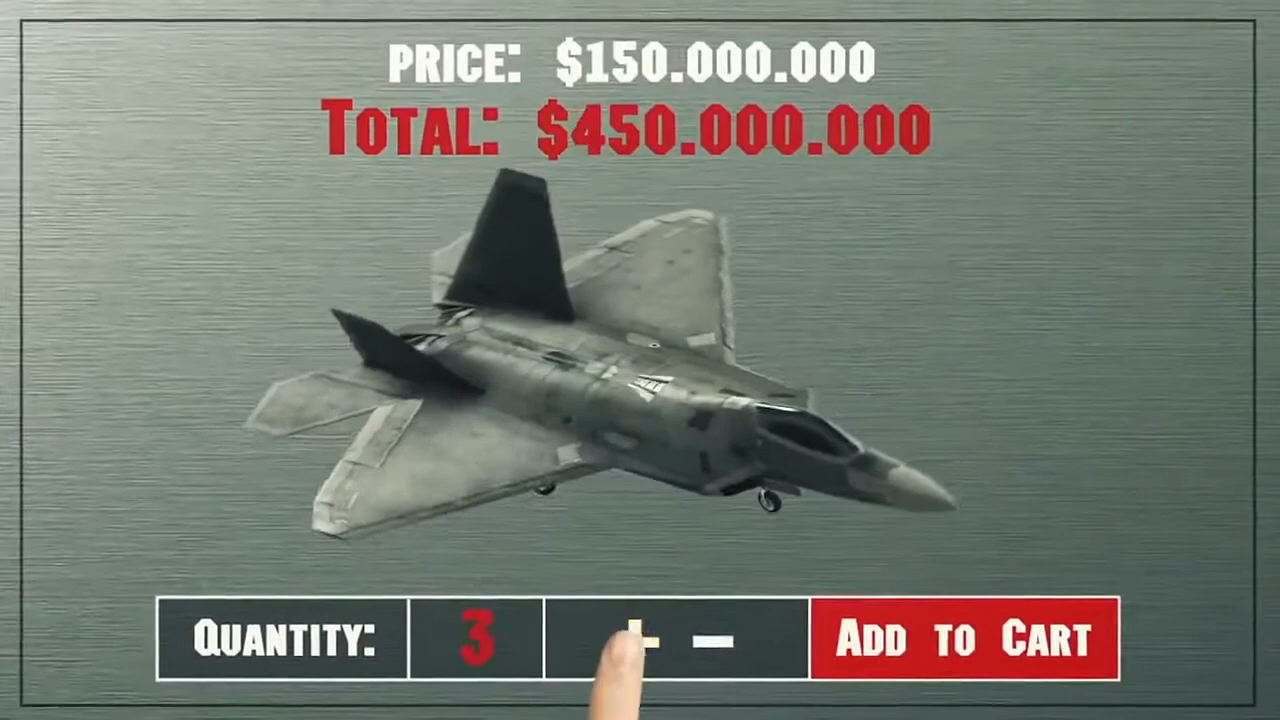 PRICE: $150.000.000
TOTAL: $450.000.000
QUANTITY: 3 + - ADD TO CART